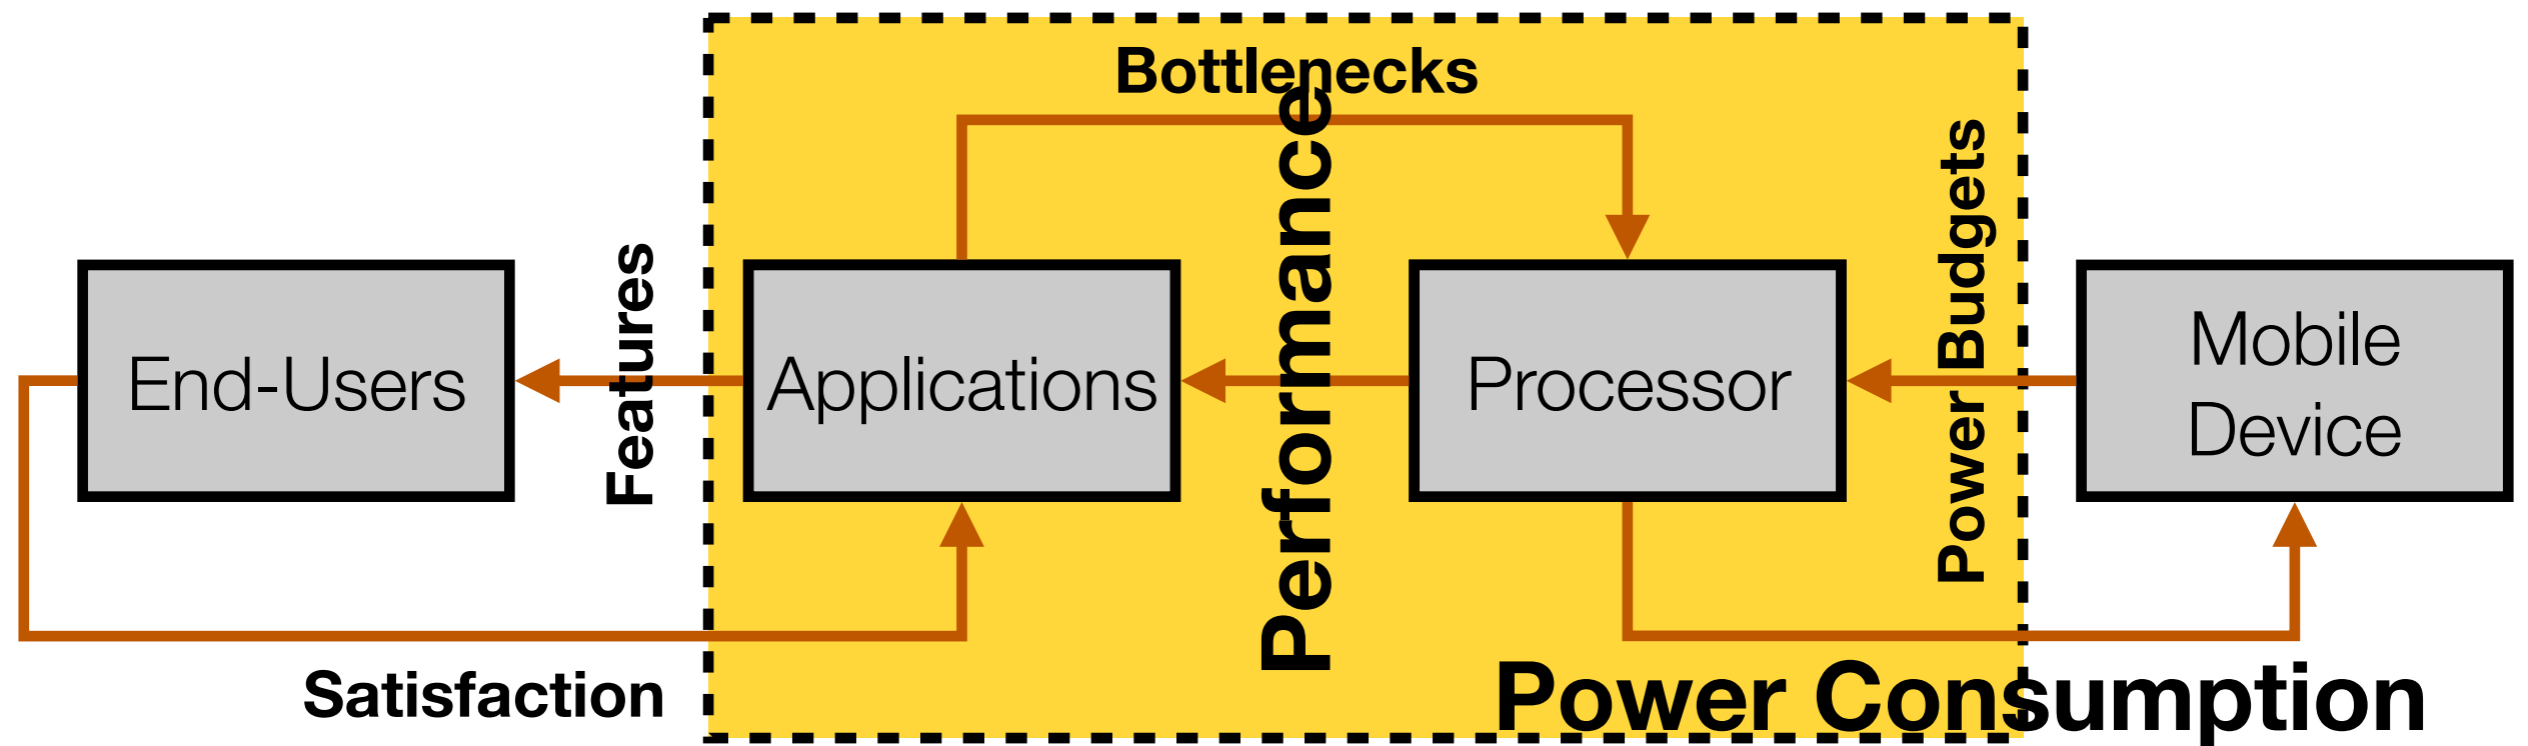 Bottlenecks
End-Users
Features
Applications
Performance
Processor
Power Budgets
Mobile
Device
Satisfaction
Power Consumption